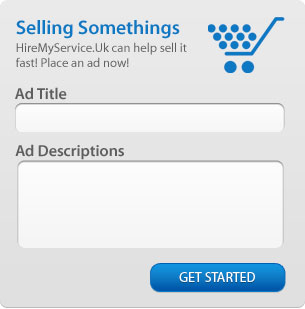 Selling Somethings
HireMyService.Uk can help sell it
fast! Place an ad now!
Ad Title
Ad Descriptions
GET STARTED